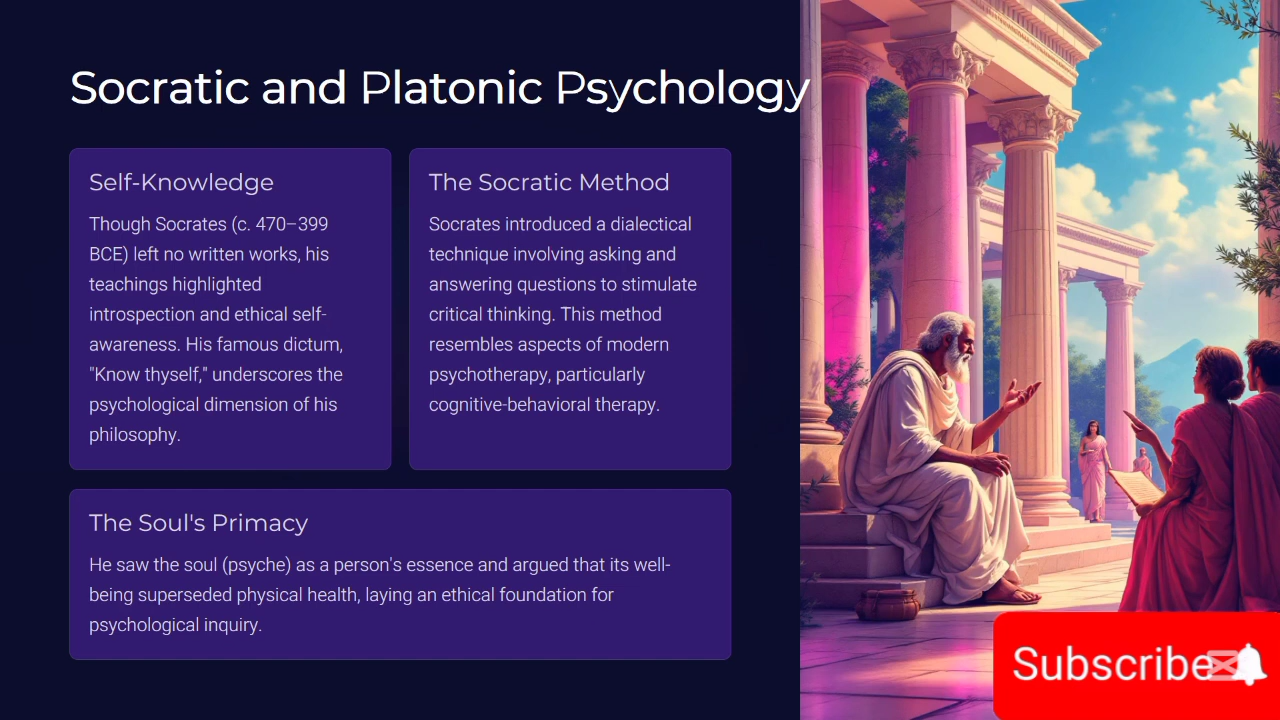 Socratic and Platonic Psychology
Self-Knowledge
Though Socrates (c. 470–399
BCE) left no written works, his
teachings highlighted
introspection and ethical self-
awareness. His famous dictum,
"Know thyself," underscores the
psychological dimension of his
philosophy.
The Socratic Method
Socrates introduced a dialectical
technique involving asking and
answering questions to stimulate
critical thinking. This method
resembles aspects of modern
psychotherapy, particularly
cognitive-behavioral therapy.
The Soul's Primacy
He saw the soul (psyche) as a person's essence and argued that its well-
being superseded physical health, laying an ethical foundation for
psychological inquiry.
Subscribe